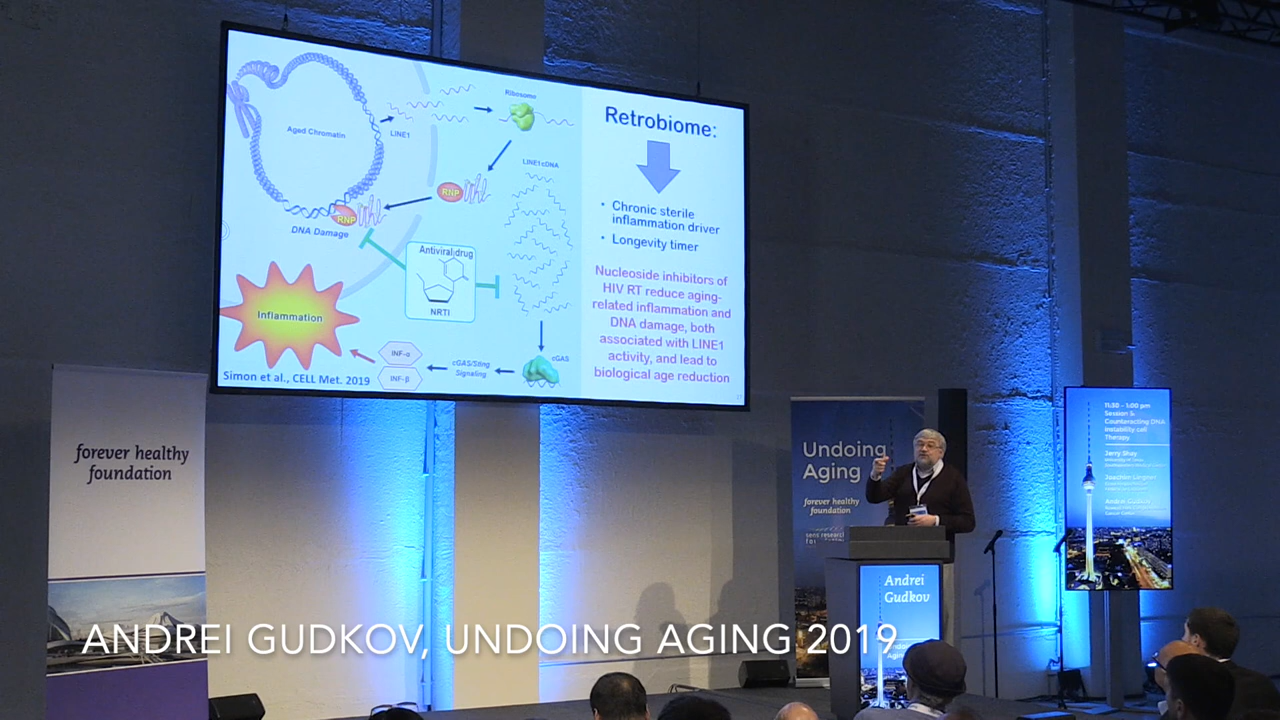 Aged Chromatin
LINE1
Ribosome
LINE1cDNA
RNP
RNP
DNA Damage
Antiviral drug
NRTI
Inflammation
INF-α
INF-β
cGAS/Sting
Signaling
cGAS
Simon et al., CELL Met. 2019
Retrobiome:
• Chronic sterile
inflammation driver
• Longevity timer
Nucleoside inhibitors of
HIV RT reduce aging-
related inflammation and
DNA damage, both
associated with LINE1
activity, and lead to
biological age reduction
forever healthy
foundation
Undoing
Aging
forever healthy
foundation
sens research
11:30 - 1:00 pm
Session 5:
Counteracting DNA
instability cell
Therapy
Jerry Shay
Joachim Lingner
Andrei Gudkov
Andrei
Gudkov
ANDREI GUDKOV, UNDOING AGING 2019